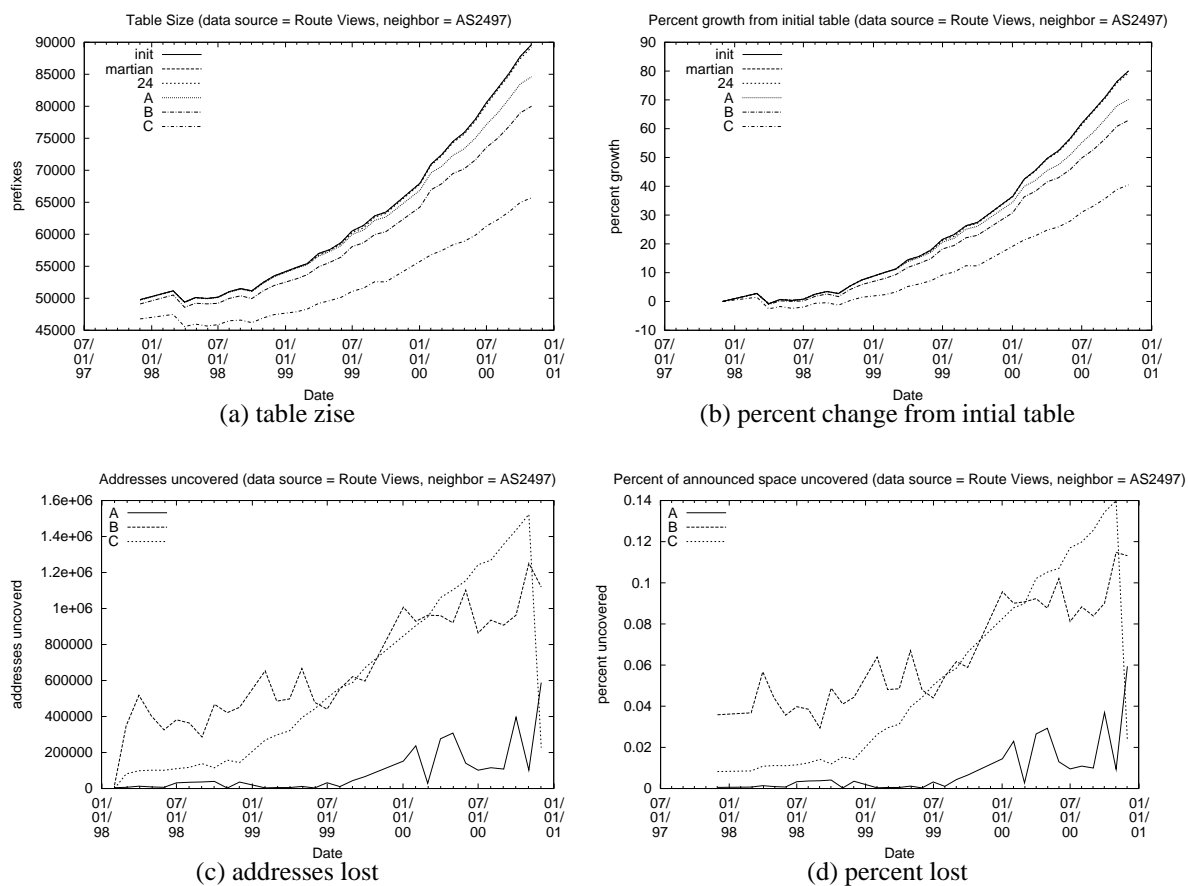 Table Size (data source = Route Views, neighbor = AS2497)
90000
85000
80000
75000
70000
65000
60000
55000
50000
45000
prefixes
init
martian
24
A
B
C
07/ 01/ 07/ 01/ 07/ 01/ 07/ 01/
01/ 01/ 01/ 01/ 01/ 01/ 01/ 01/
97 98 98 99 99 00 00 01
Date
(a) table zise
Percent growth from initial table (data source = Route Views, neighbor = AS2497)
90
80
70
60
50
40
30
20
10
0
-10
percent growth
init
martian
24
A
B
C
07/ 01/ 07/ 01/ 07/ 01/ 07/ 01/
01/ 01/ 01/ 01/ 01/ 01/ 01/ 01/
97 98 98 99 99 00 00 01
Date
(b) percent change from intial table
Addresses uncovered (data source = Route Views, neighbor = AS2497)
1.6e+06
1.4e+06
1.2e+06
1e+06
800000
600000
400000
200000
0
addresses uncoverd
A
B
C
01/ 07/ 01/ 07/ 01/ 07/ 01/
01/ 01/ 01/ 01/ 01/ 01/ 01/
98 98 99 99 00 00 01
Date
(c) addresses lost
Percent of announced space uncovered (data source = Route Views, neighbor = AS2497)
0.14
0.12
0.1
0.08
0.06
0.04
0.02
0
percent uncovered
A
B
C
07/ 01/ 07/ 01/ 07/ 01/ 07/ 01/
01/ 01/ 01/ 01/ 01/ 01/ 01/ 01/
97 98 98 99 99 00 00 01
Date
(d) percent lost